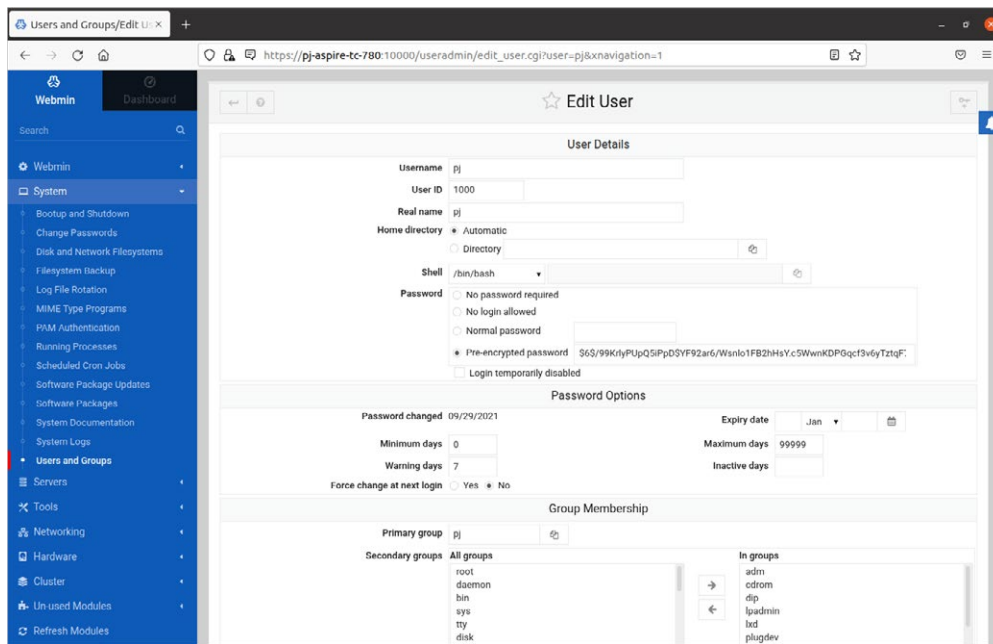 Users and Groups/Edit Us
https://pj-aspire-tc-780:10000/useradmin/edit_user.cgi?user=pj&xnavigation=1
Webmin
Dashboard
Search
Webmin
System
Bootup and Shutdown
Change Passwords
Disk and Network Filesystems
Filesystem Backup
Log File Rotation
MIME Type Programs
PAM Authentication
Running Processes
Scheduled Cron Jobs
Software Package Updates
Software Packages
System Documentation
System Logs
Users and Groups
Servers
Tools
Networking
Hardware
Cluster
Un-used Modules
Refresh Modules
Edit User
User Details
Username pj
User ID 1000
Real name pj
Home directory Automatic
Directory
Shell /bin/bash
Password No password required
No login allowed
Normal password
Pre-encrypted password
Login temporarily disabled
Password Options
Password changed 09/29/2021 Expiry date Jan
Minimum days 0 Maximum days 99999
Warning days 7 Inactive days
Force change at next login Yes No
Group Membership
Primary group pj
Secondary groups All groups In groups
root adm
daemon cdrom
bin dip
sys lpadmin
tty lxd
disk plugdev